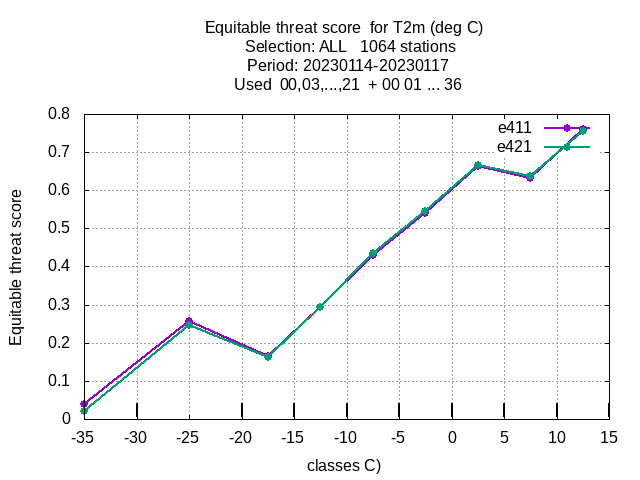 Equitable threat score  for T2m (deg C)
Selection: ALL   1064 stations
Period: 20230114-20230117
Used  00,03,...,21  + 00 01 ... 36
Equitable threat score
0.8
0.7
0.6
0.5
0.4
0.3
0.2
0.1
0
e411
e421
-35 -30 -25 -20 -15 -10 -5 0 5 10 15
classes C)